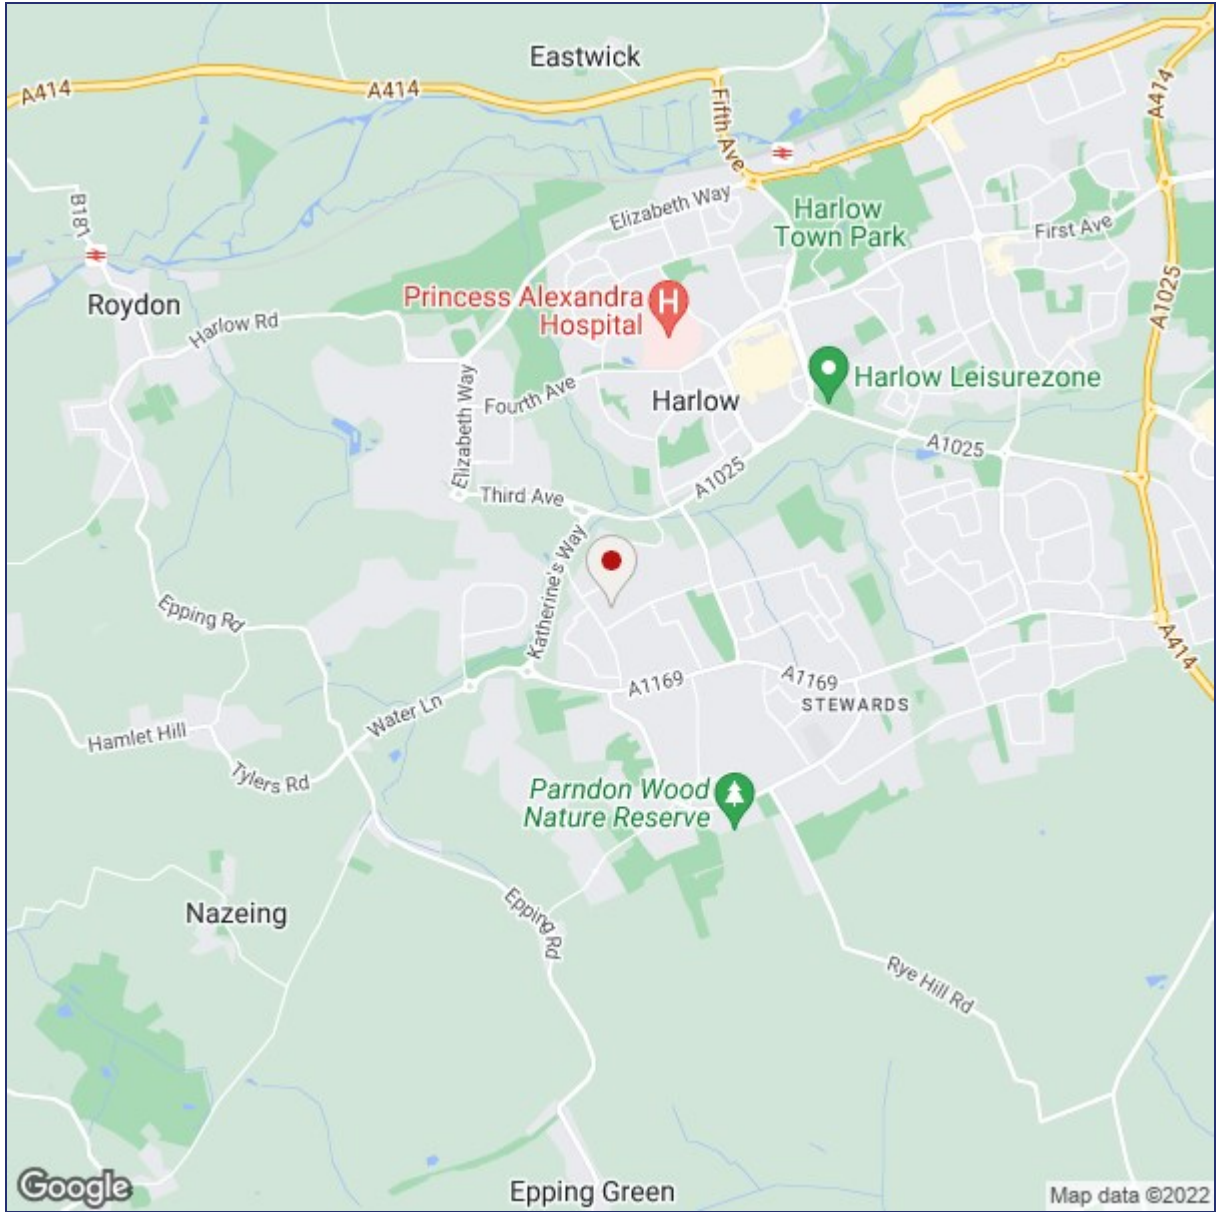 Eastwick
A414
A414
A414
Fifth Ave
B181
Elizabeth Way
Harlow
Town Park
First Ave
Roydon
Princess Alexandra
Hospital
H
A1025
Harlow Rd
Harlow Leisurezone
Elizabeth Way
Fourth Ave
Harlow
A1025
A1025
Third Ave
Katherine's Way
Epping Rd
A414
A1169
A1169
STEWARDS
Water Ln
Hamlet Hill
Tylers Rd
Parndon Wood
Nature Reserve
Nazeing
Epping Rd
Rye Hill Rd
Epping Green
Google
Map data ©2022